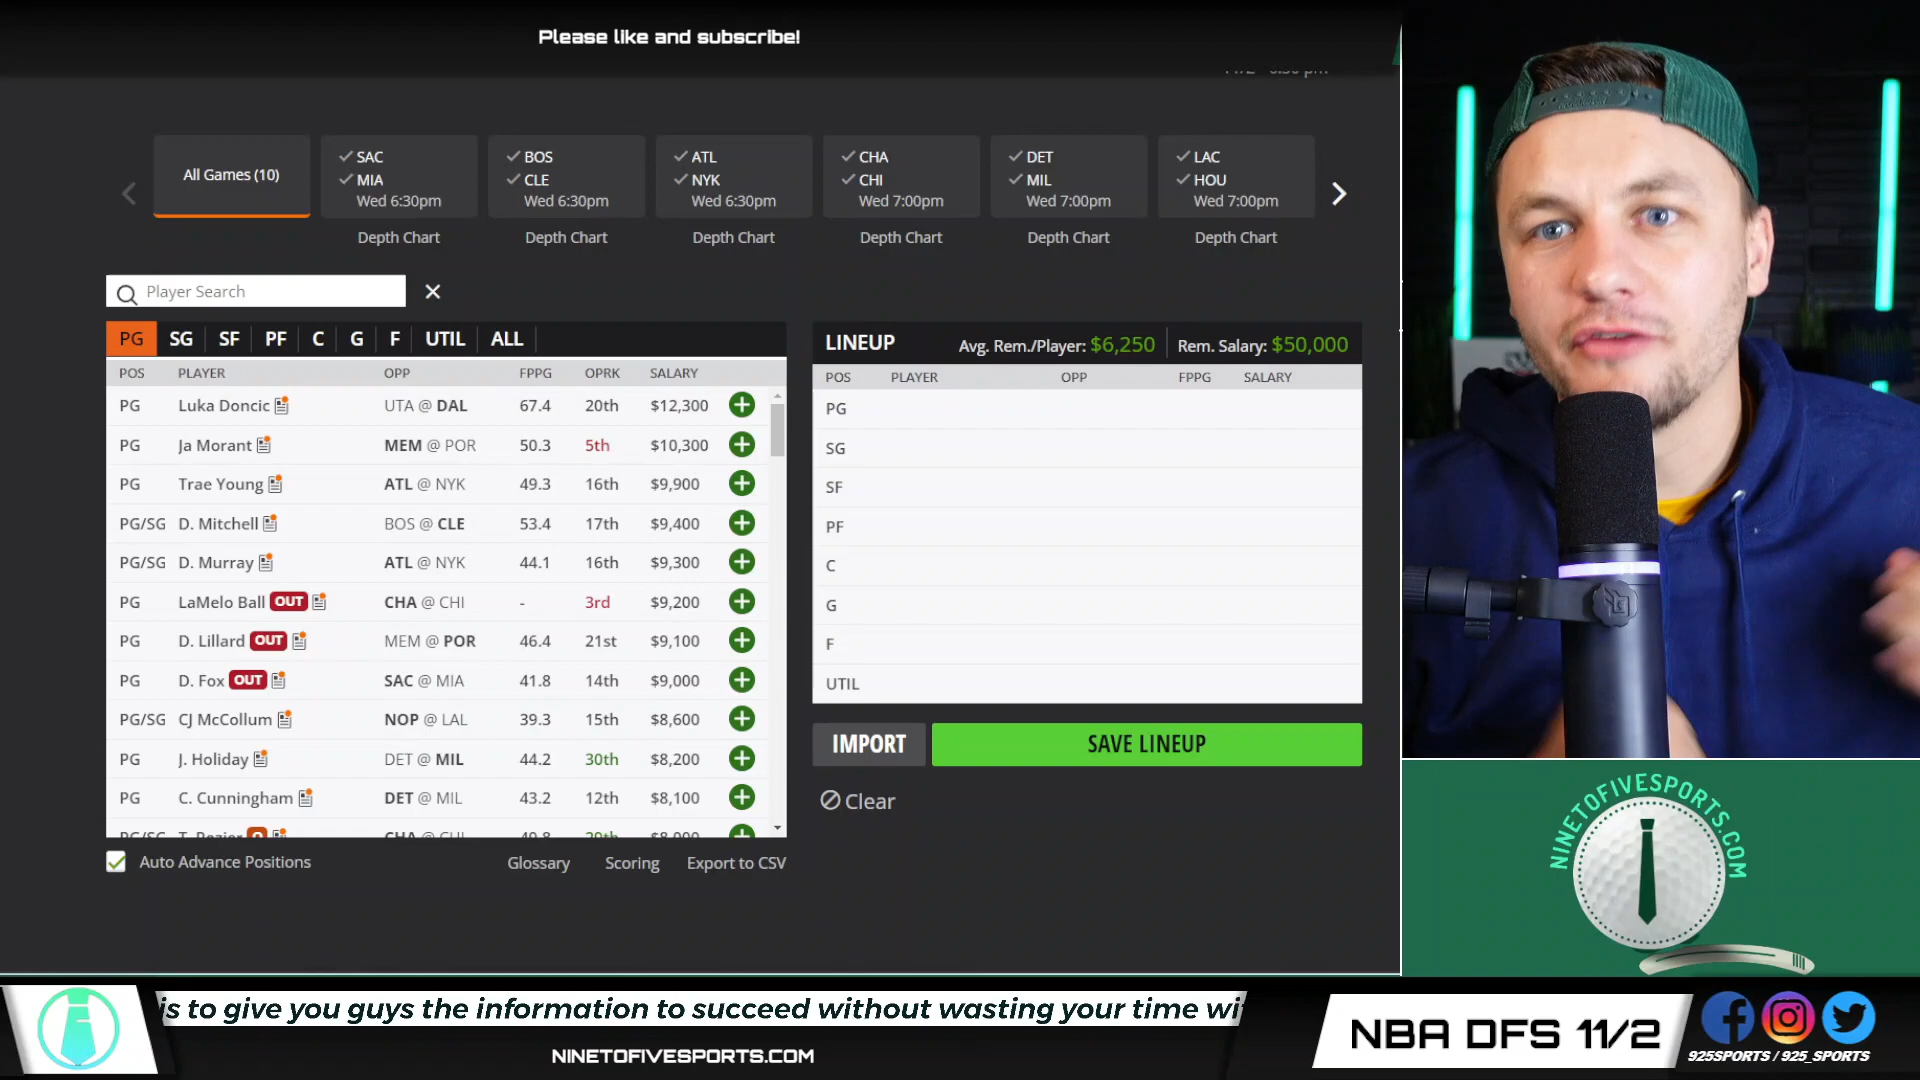 Please like and subscribe!
All Games (10)
SAC
MIA
Wed 6:30pm
Depth Chart
BOS
CLE
Wed 6:30pm
Depth Chart
ATL
NYK
Wed 6:30pm
Depth Chart
CHA
CHI
Wed 7:00pm
Depth Chart
DET
MIL
Wed 7:00pm
Depth Chart
LAC
HOU
Wed 7:00pm
Depth Chart
Player Search
PG SG SF PF C G F UTIL ALL
POS PLAYER OPP FPPG OPRK SALARY
PG Luka Doncic UTA @ DAL 67.4 20th $12,300
PG Ja Morant MEM @ POR 50.3 5th $10,300
PG Trae Young ATL @ NYK 49.3 16th $9,900
PG/SG D. Mitchell BOS @ CLE 53.4 17th $9,400
PG/SG D. Murray ATL @ NYK 44.1 16th $9,300
PG LaMelo Ball OUT CHA @ CHI - 3rd $9,200
PG D. Lillard OUT MEM @ POR 46.4 21st $9,100
PG D. Fox OUT SAC @ MIA 41.8 14th $9,000
PG/SG CJ McCollum NOP @ LAL 39.3 15th $8,600
PG J. Holiday DET @ MIL 44.2 30th $8,200
PG C. Cunningham DET @ MIL 43.2 12th $8,100
Auto Advance Positions Glossary Scoring Export to CSV
LINEUP Avg. Rem./Player: $6,250 Rem. Salary: $50,000
POS PLAYER OPP FPPG SALARY
PG
SG
SF
PF
C
G
F
UTIL
IMPORT SAVE LINEUP
Clear
NINETOFIVESPORTS.COM
is to give you guys the information to succeed without wasting your time
NINETOFIVESPORTS.COM
NBA DFS 11/2
925SPORTS / 925_SPORTS